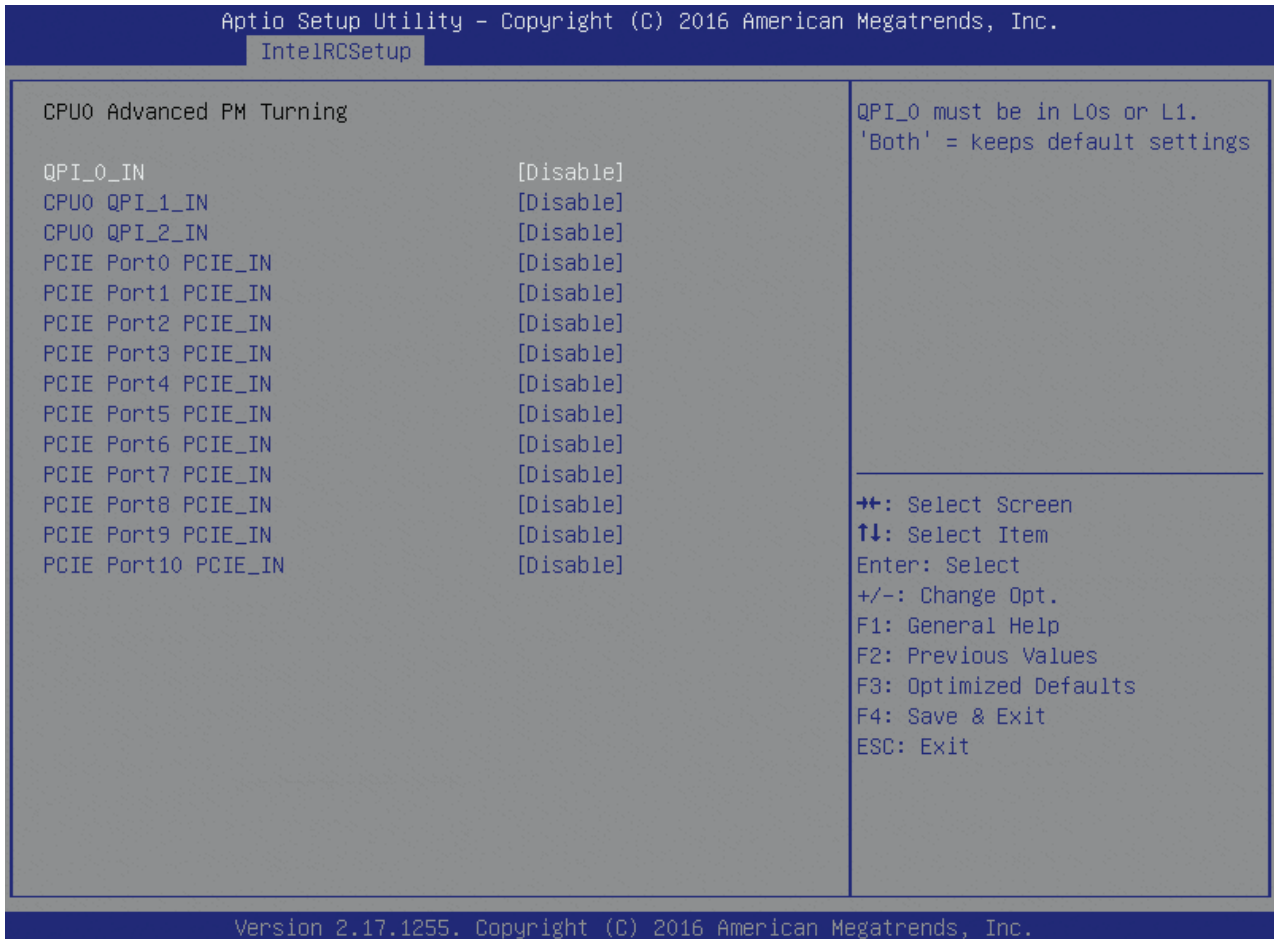 Aptio Setup Utility – Copyright (C) 2016 American Megatrends, Inc.
IntelRCSetup
CPU0 Advanced PM Turning
QPI_0_IN [Disable]
CPU0 QPI_1_IN [Disable]
CPU0 QPI_2_IN [Disable]
PCIE Port0 PCIE_IN [Disable]
PCIE Port1 PCIE_IN [Disable]
PCIE Port2 PCIE_IN [Disable]
PCIE Port3 PCIE_IN [Disable]
PCIE Port4 PCIE_IN [Disable]
PCIE Port5 PCIE_IN [Disable]
PCIE Port6 PCIE_IN [Disable]
PCIE Port7 PCIE_IN [Disable]
PCIE Port8 PCIE_IN [Disable]
PCIE Port9 PCIE_IN [Disable]
PCIE Port10 PCIE_IN [Disable]
QPI_0 must be in L0s or L1.
'Both' = keeps default settings
→←: Select Screen
↑↓: Select Item
Enter: Select
+/-: Change Opt.
F1: General Help
F2: Previous Values
F3: Optimized Defaults
F4: Save & Exit
ESC: Exit
Version 2.17.1255. Copyright (C) 2016 American Megatrends, Inc.